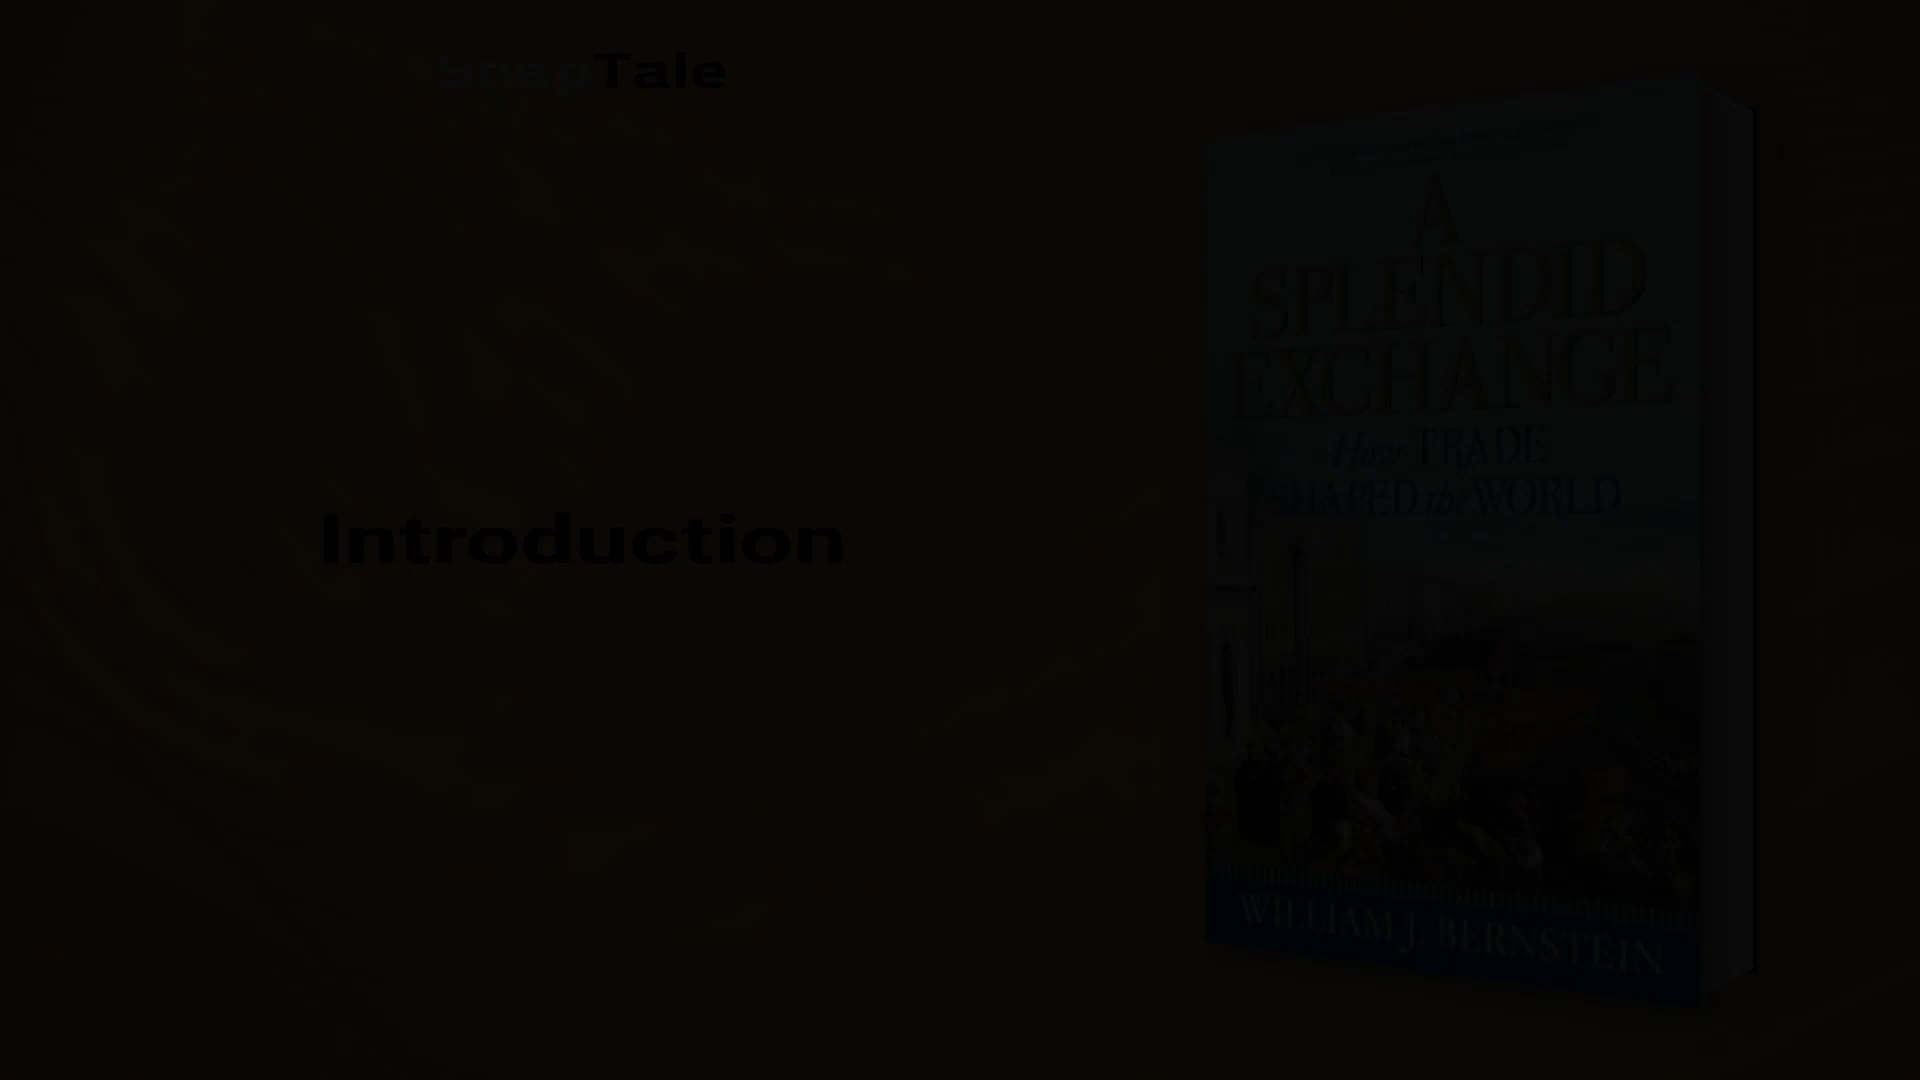 SnapTale
Introduction
A
SPLENDID
EXCHANGE
How TRADE
SHAPED the WORLD
WILLIAM J. BERNSTEIN